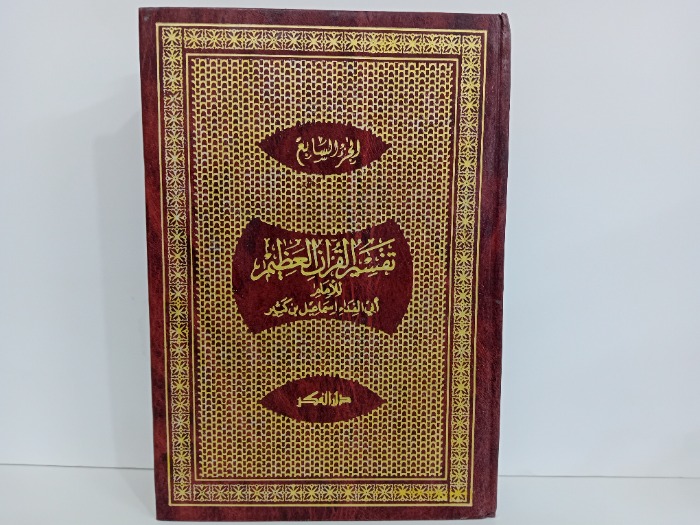 الجزء السابع
تفسير القرآن العظيم
للإمام
أبي الفداء إسماعيل بن كثير
دار الفكر